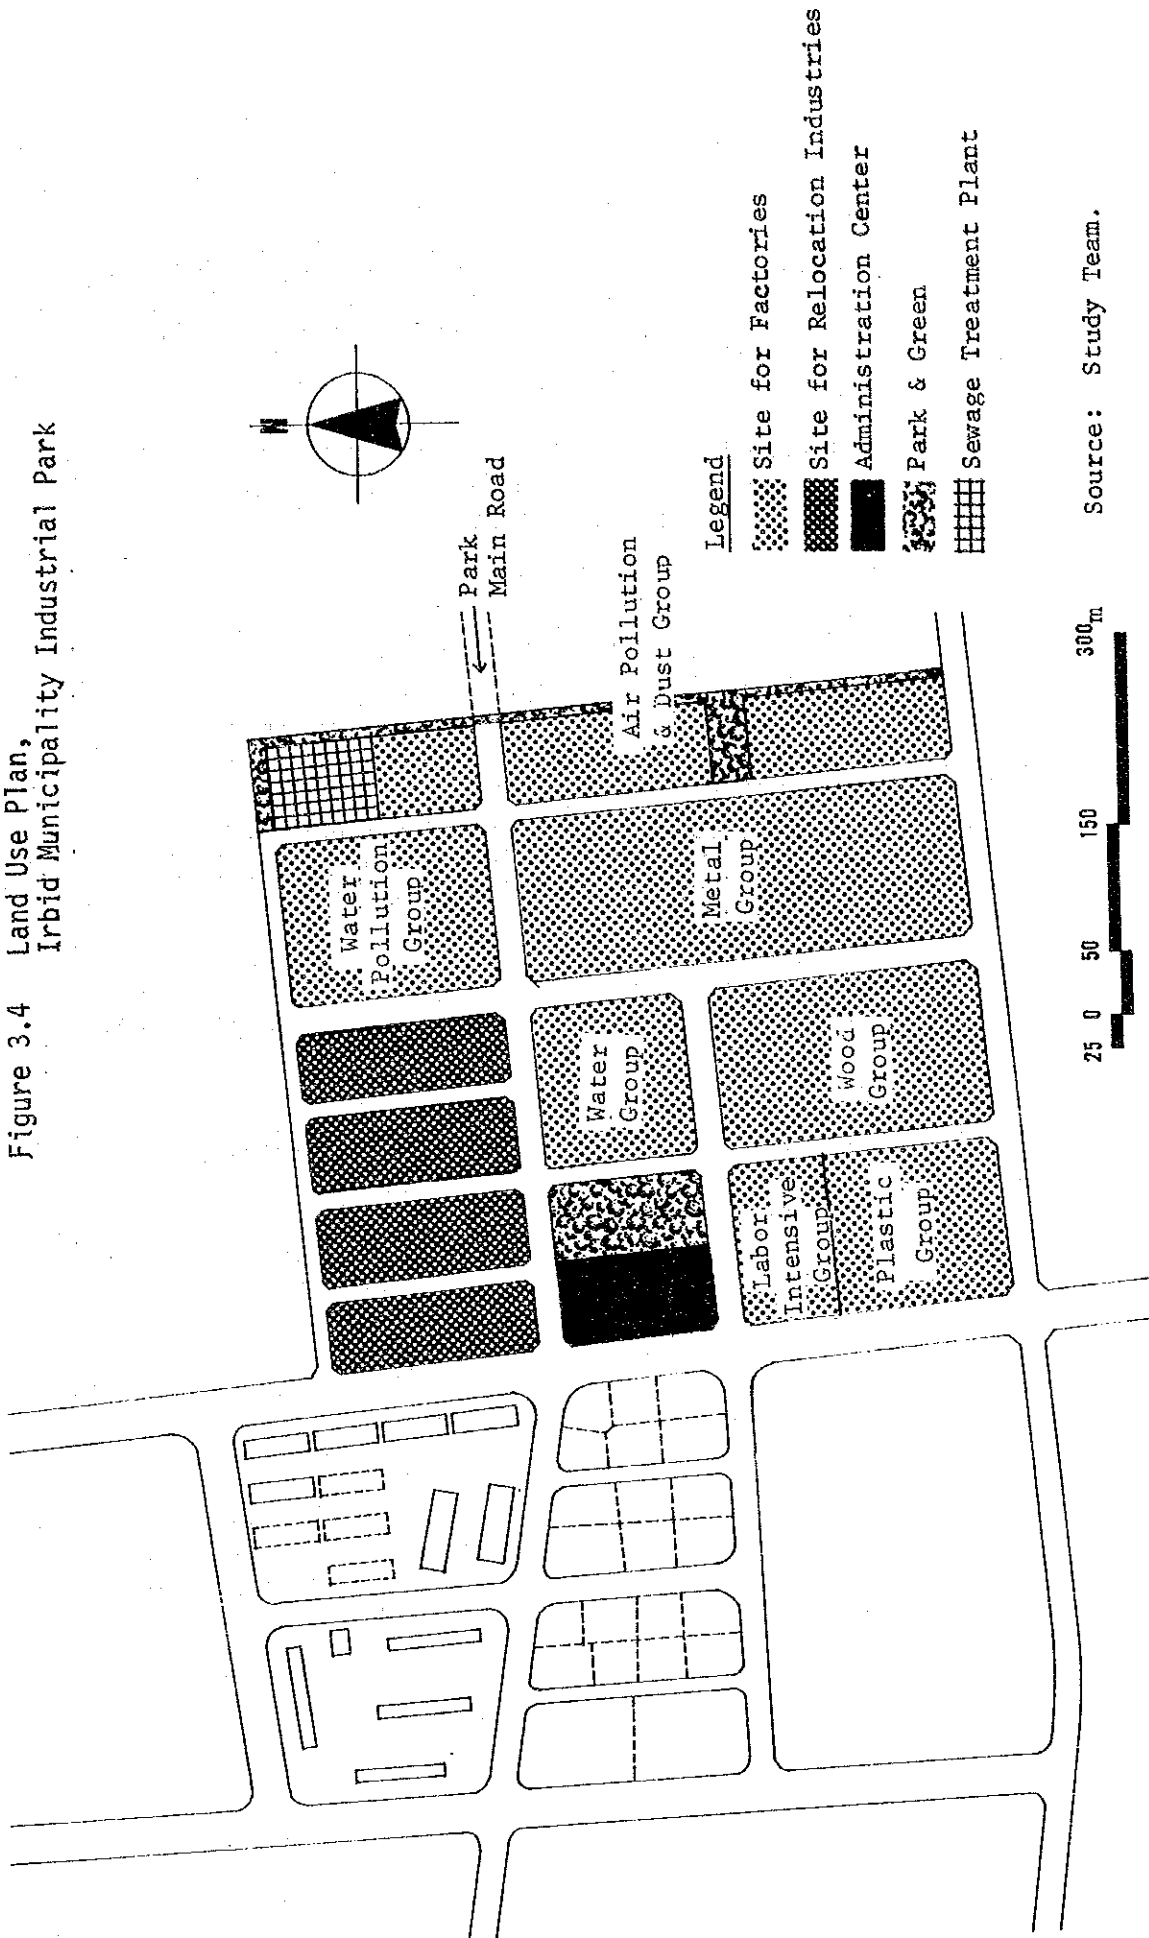 Figure 3.4 Land Use Plan,
Irbid Municipality Industrial Park
N
Park
Main Road
Water
Pollution
Group
Air Pollution
& Dust Group
Water
Group
Metal
Group
Labor
Intensive
Group
Plastic
Group
Wood
Group
Legend
Site for Factories
Site for Relocation Industries
Administration Center
Park & Green
Sewage Treatment Plant
25 0 50 150 300m
Source: Study Team.